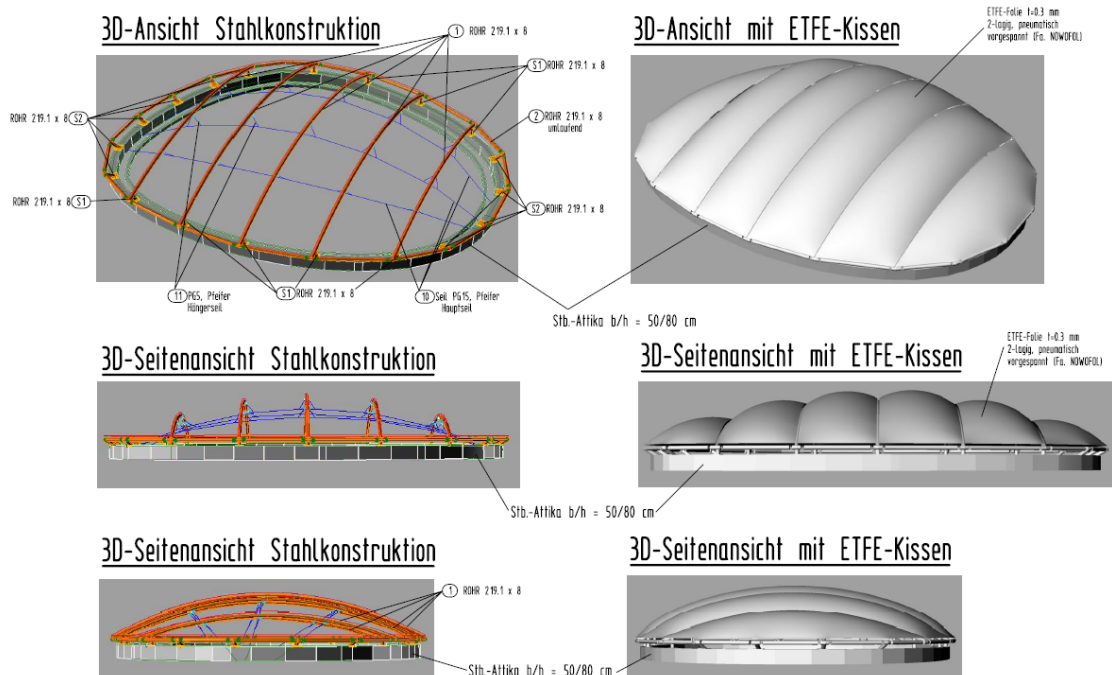 3D-Ansicht Stahlkonstruktion
1 ROHR 219.1 x 8
S1 ROHR 219.1 x 8
ROHR 219.1 x 8 S2
2 ROHR 219.1 x 8
umlaufend
ROHR 219.1 x 8 S1
S2 ROHR 219.1 x 8
11 PG5, Pfeifer
Hängerseil
S1 ROHR 219.1 x 8
10 Seil PG15, Pfeifer
Hauptseil
3D-Ansicht mit ETFE-Kissen
ETFE-Folie t=0.3 mm
2-lagig, pneumatisch
vorgespannt (Fa. NOWOFOL)
Stb.-Attika b/h = 50/80 cm
3D-Seitenansicht Stahlkonstruktion
3D-Seitenansicht mit ETFE-Kissen
ETFE-Folie t=0.3 mm
2-lagig, pneumatisch
vorgespannt (Fa. NOWOFOL)
Stb.-Attika b/h = 50/80 cm
3D-Seitenansicht Stahlkonstruktion
1 ROHR 219.1 x 8
3D-Seitenansicht mit ETFE-Kissen
Stb.-Attika b/h = 50/80 cm